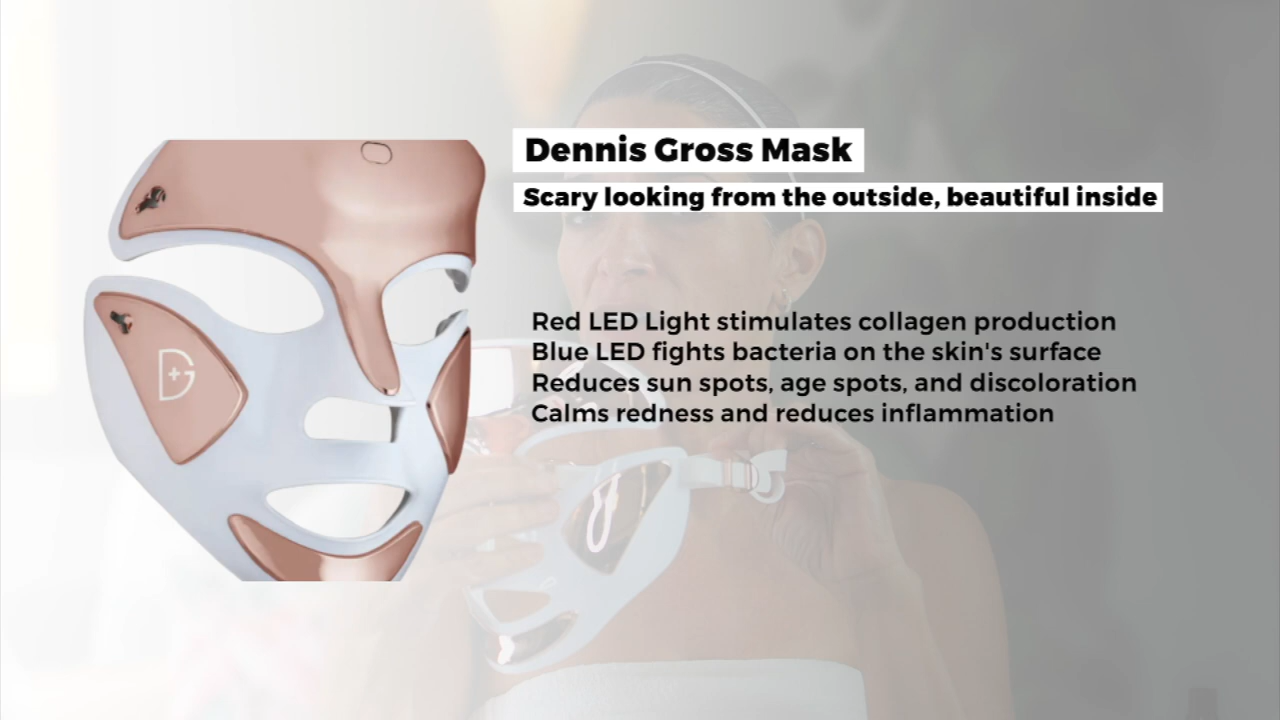 Dennis Gross Mask
Scary looking from the outside, beautiful inside
Red LED Light stimulates collagen production
Blue LED fights bacteria on the skin's surface
Reduces sun spots, age spots, and discoloration
Calms redness and reduces inflammation